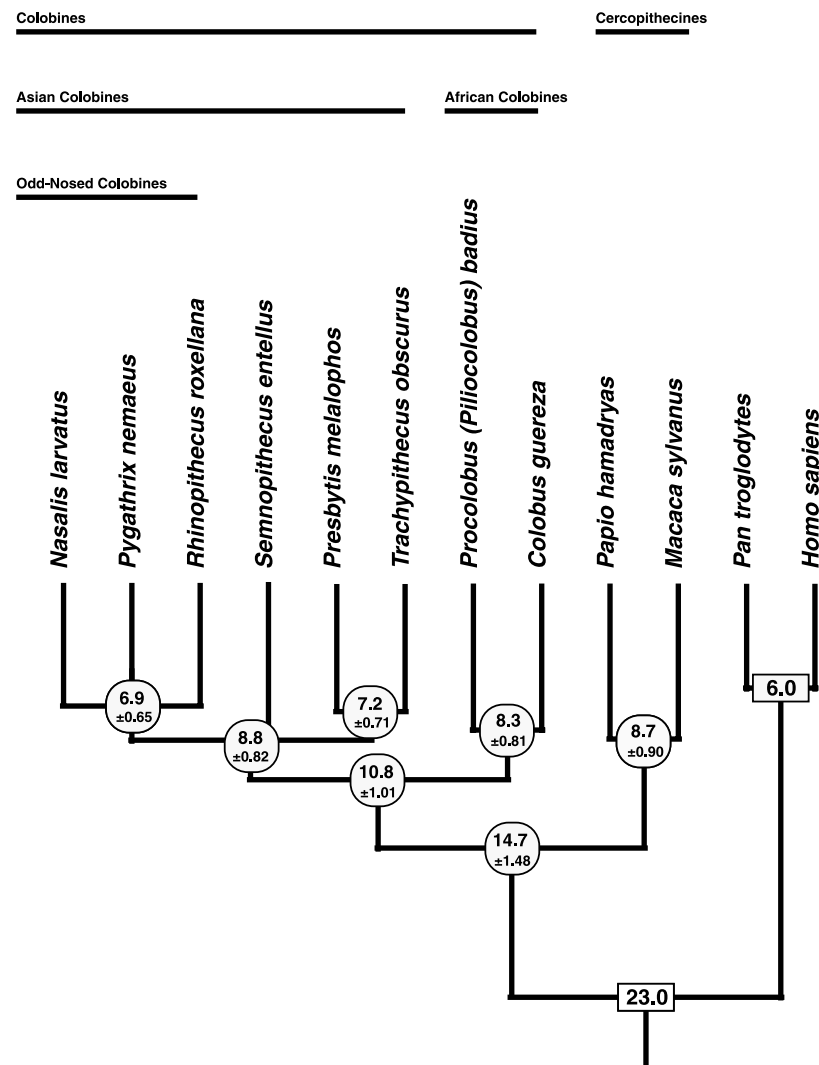 Colobines
Cercopithecines
Asian Colobines
African Colobines
Odd-Nosed Colobines
Nasalis larvatus
Pygathrix nemaeus
Rhinopithecus roxellana
Semnopithecus entellus
Presbytis melalophos
Trachypithecus obscurus
Procolobus (Piliocolobus) badius
Colobus guereza
Papio hamadryas
Macaca sylvanus
Pan troglodytes
Homo sapiens
6.9
±0.65
7.2
±0.71
8.8
±0.82
8.3
±0.81
8.7
±0.90
6.0
10.8
±1.01
14.7
±1.48
23.0